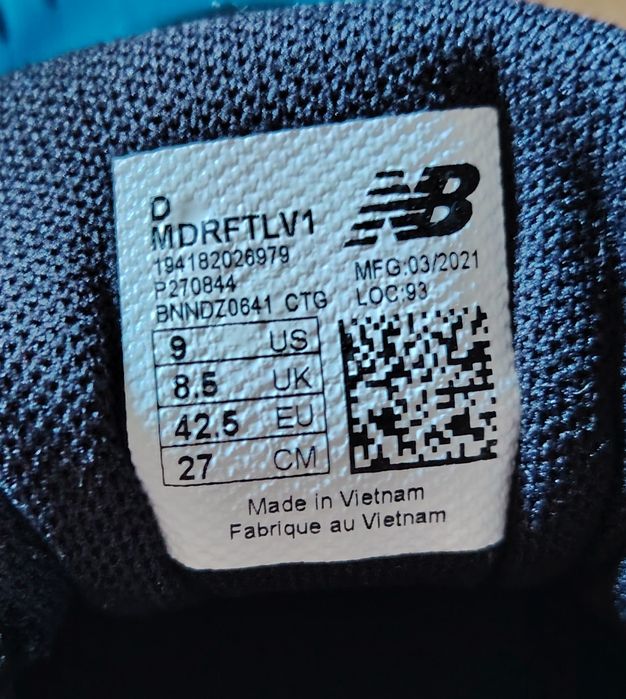 D
MDRFTLV1
194182026979
P270844
BNNDZ0641 CTG
NB
MFG:03/2021
LOC:93
9 US
8.5 UK
42.5 EU
27 CM
Made in Vietnam
Fabrique au Vietnam